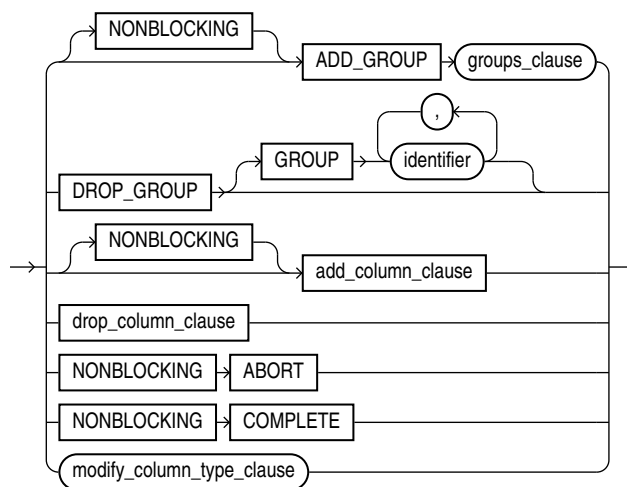 NONBLOCKING
ADD_GROUP groups_clause
,
GROUP identifier
DROP_GROUP
NONBLOCKING
add_column_clause
drop_column_clause
NONBLOCKING ABORT
NONBLOCKING COMPLETE
modify_column_type_clause